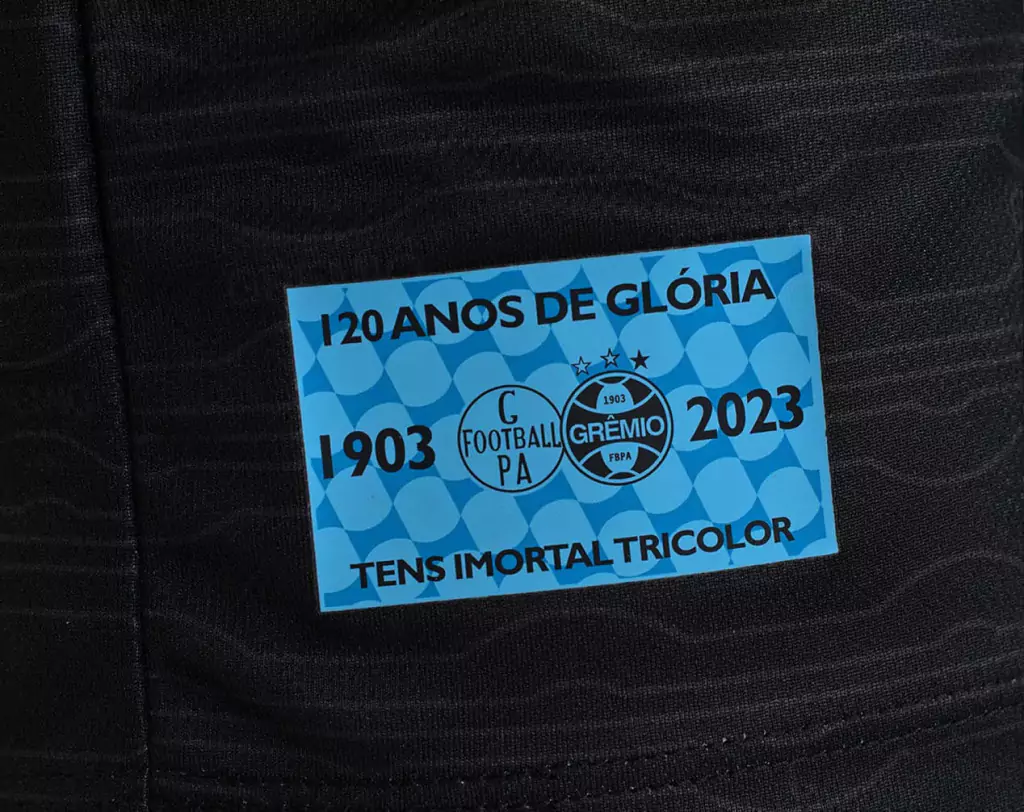 120 ANOS DE GLÓRIA
1903
G
FOOTBALL
PA
1903
GRÊMIO
FBPA
2023
TENS IMORTAL TRICOLOR